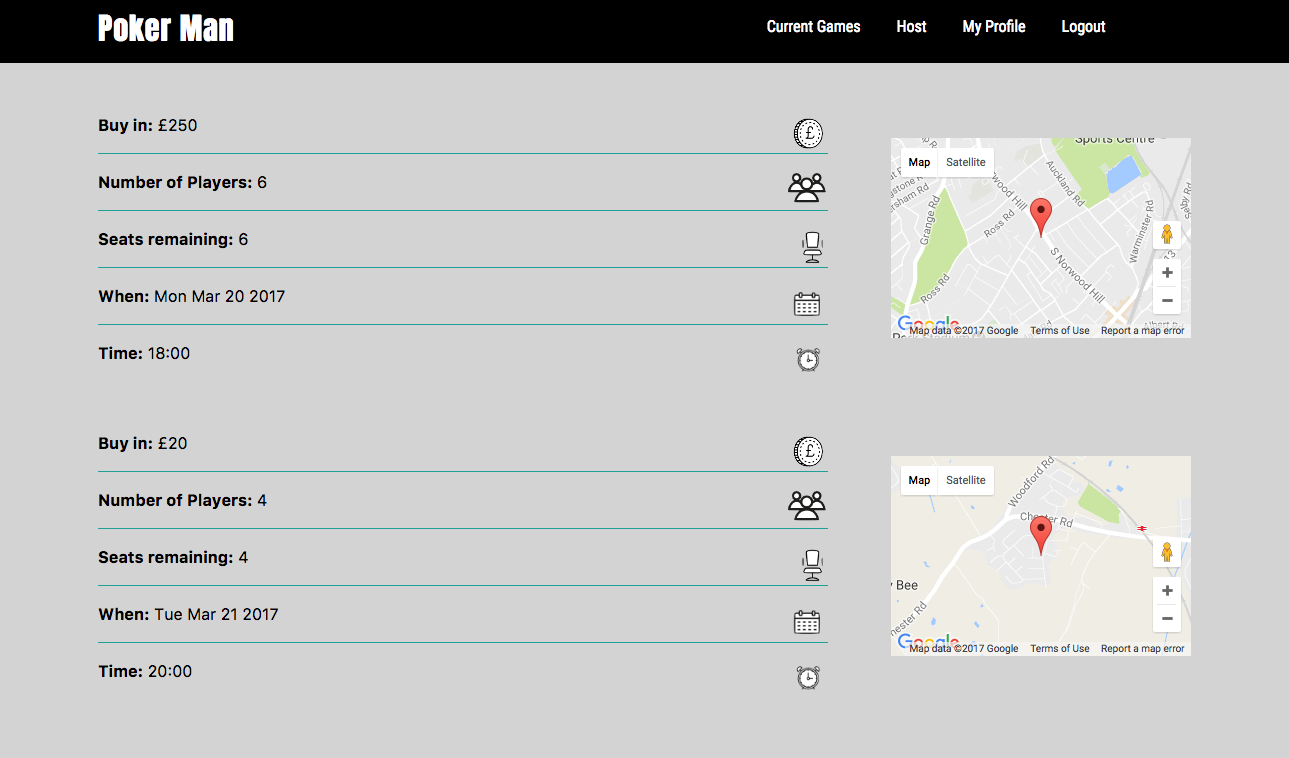 Poker Man
Current Games Host My Profile Logout
Buy in: £250
Number of Players: 6
Seats remaining: 6
When: Mon Mar 20 2017
Time: 18:00
Map Satellite
Sports Centre
Auckland Rd
Grange Rd
Ross Rd
Warminster Rd
S Norwood Hill
Ross Rd
Google
Map data ©2017 Google Terms of Use Report a map error
Buy in: £20
Number of Players: 4
Seats remaining: 4
When: Tue Mar 21 2017
Time: 20:00
Map Satellite
Woodford Rd
Chester Rd
Bee
Google
Map data ©2017 Google Terms of Use Report a map error